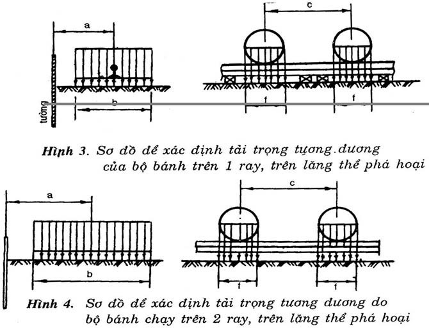 a
c
b
f
f
tường
Hình 3. Sơ đồ để xác định tải trọng tương.dương
của bộ bánh trên 1 ray, trên lăng thể phá hoại
a
c
b
f
f
Hình 4. Sơ đồ để xác định tải trọng tương dương do
bộ bánh chạy trên 2 ray, trên lăng thể phá hoại